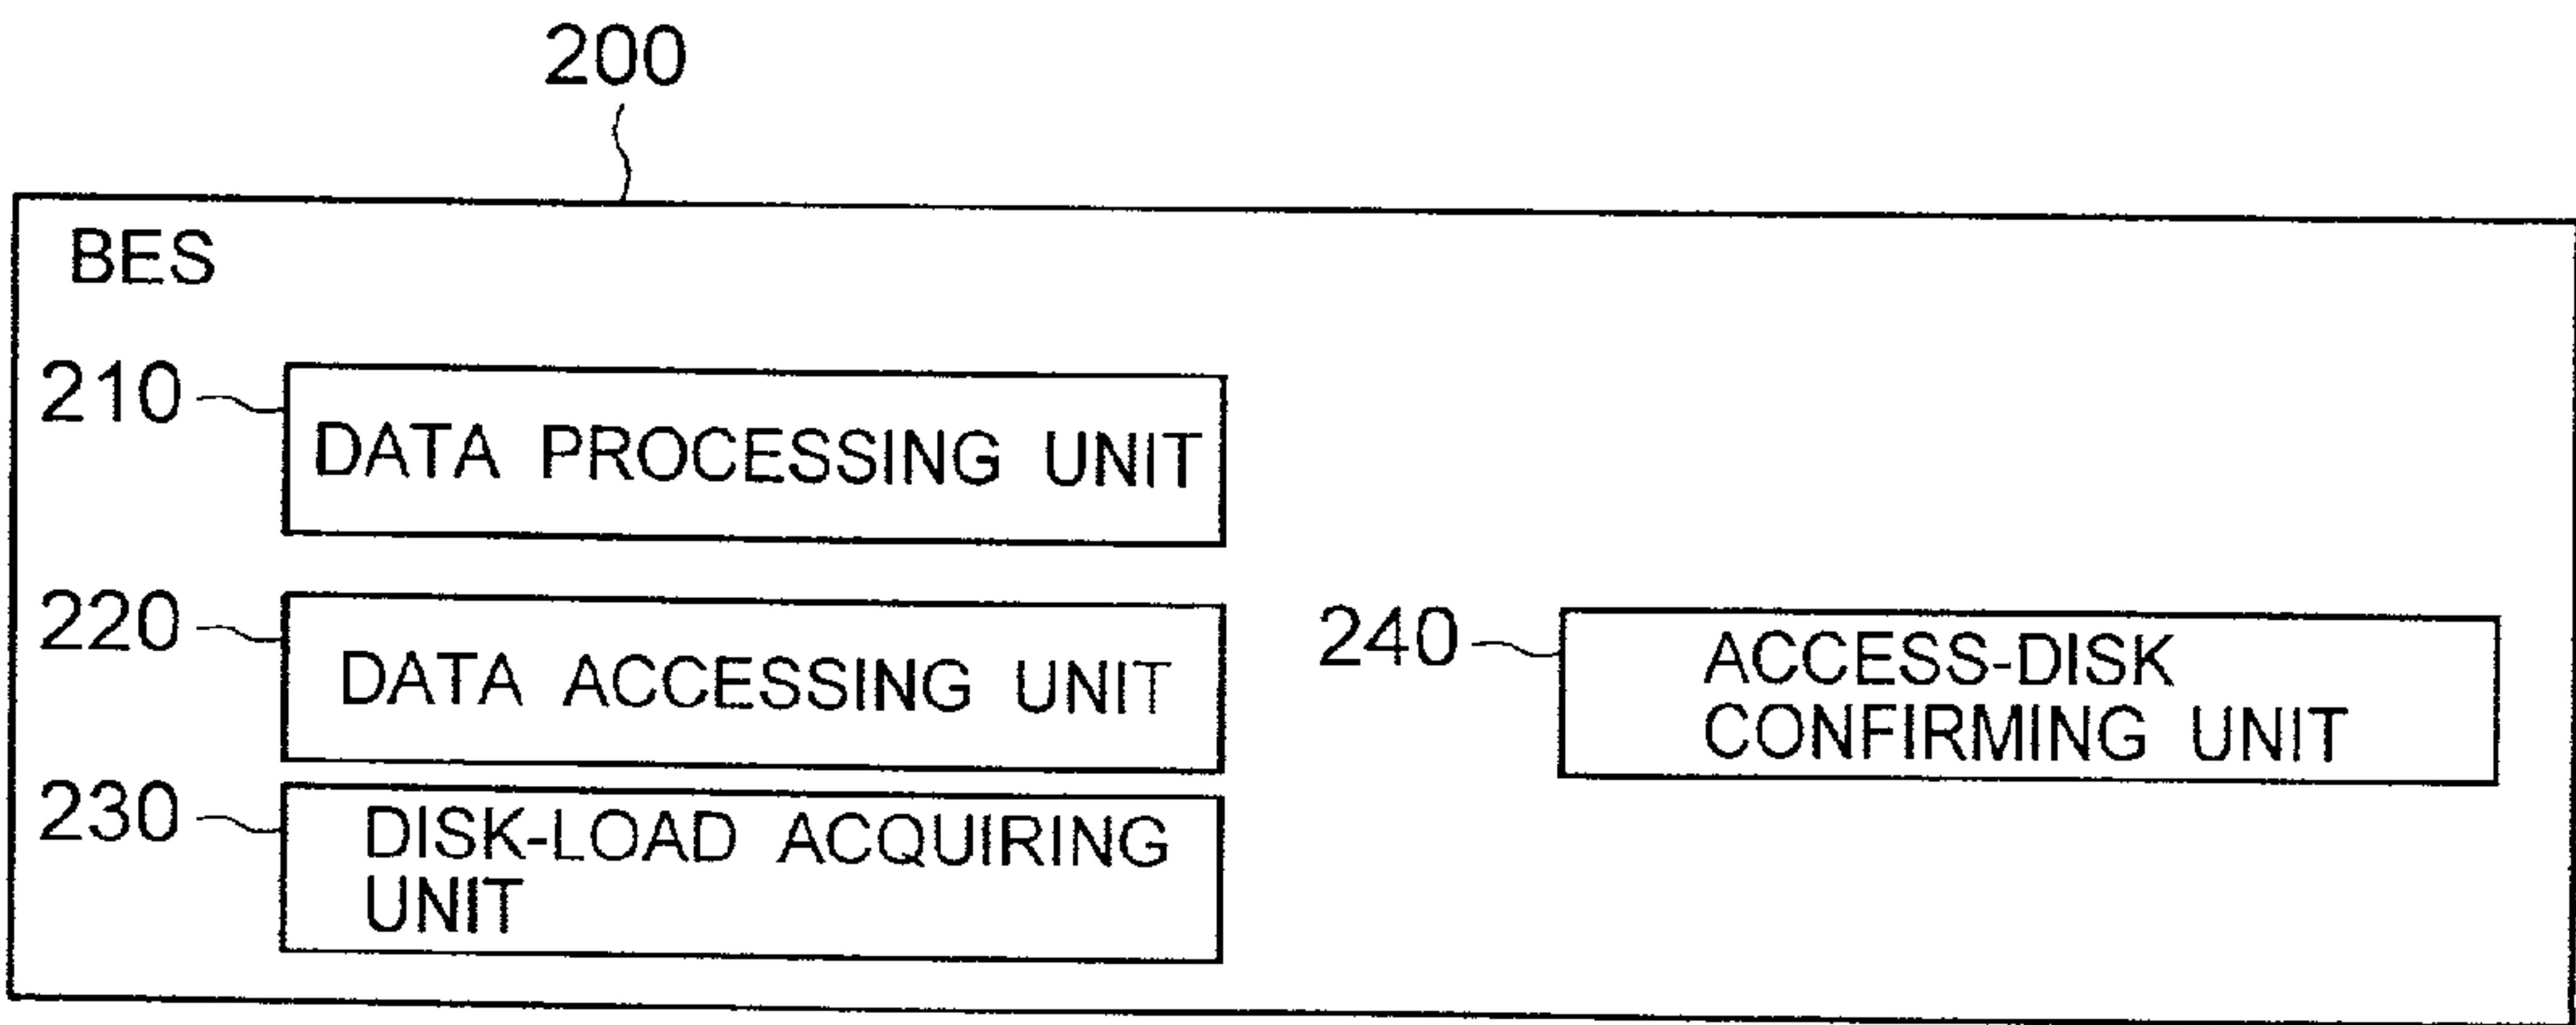 200
BES
210
DATA PROCESSING UNIT
220
DATA ACCESSING UNIT
240
ACCESS-DISK
CONFIRMING UNIT
230
DISK-LOAD ACQUIRING
UNIT